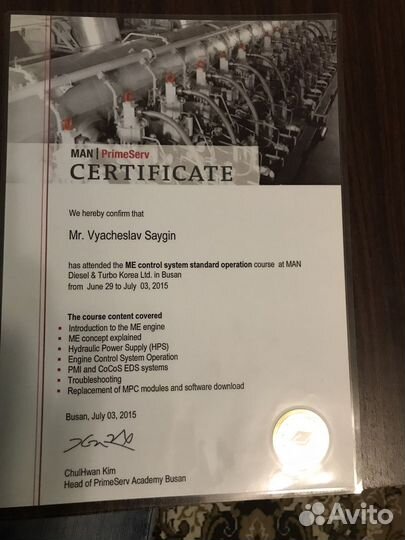 MAN | PrimeServ
CERTIFICATE
We hereby confirm that
Mr. Vyacheslav Saygin
has attended the ME control system standard operation course at MAN
Diesel & Turbo Korea Ltd. in Busan
from June 29 to July 03, 2015
The course content covered
Introduction to the ME engine
ME concept explained
Hydraulic Power Supply (HPS)
Engine Control System Operation
PMI and CoCoS EDS systems
Troubleshooting
Replacement of MPC modules and software download
Busan, July 03, 2015
ChulHwan Kim
Head of PrimeServ Academy Busan
Avito